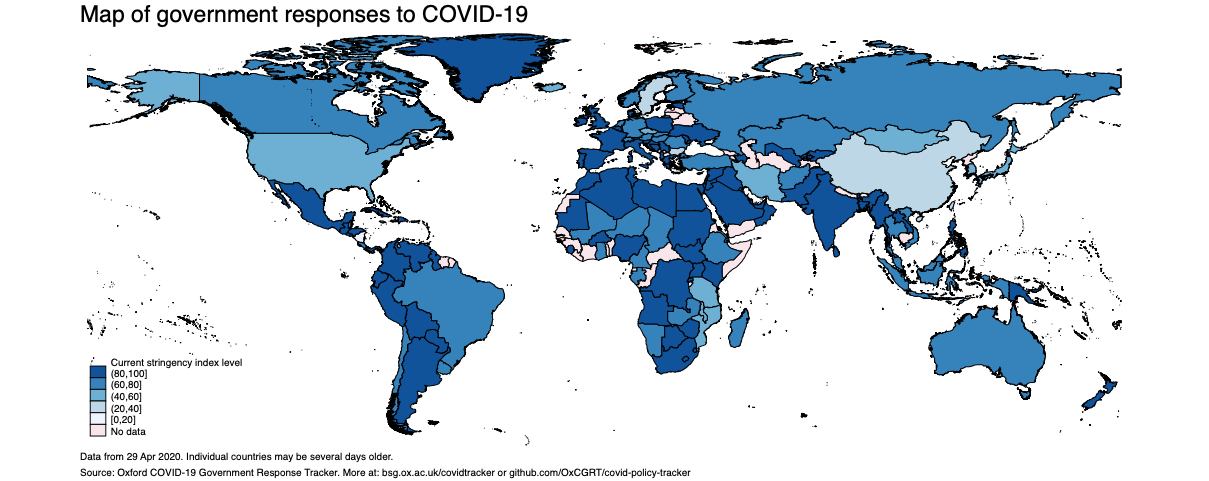 Map of government responses to COVID-19
Current stringency index level
(80,100]
(60,80]
(40,60]
(20,40]
[0,20]
No data
Data from 29 Apr 2020. Individual countries may be several days older.
Source: Oxford COVID-19 Government Response Tracker. More at: bsg.ox.ac.uk/covidtracker or github.com/OxCGRT/covid-policy-tracker